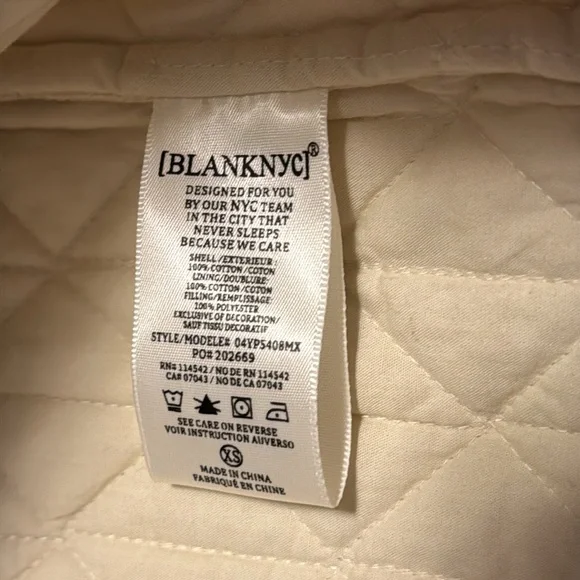 [BLANKNYC]®
DESIGNED FOR YOU
BY OUR NYC TEAM
IN THE CITY THAT
NEVER SLEEPS
BECAUSE WE CARE
SHELL/EXTERIEUR:
100% COTTON/COTON
LINING/DOUBLURE:
100% COTTON/COTON
FILLING/REMPLISSAGE:
100% POLYESTER
EXCLUSIVE OF DECORATION/
SAUF TISSU DECORATIF
STYLE/MODELE# 04YP5408MX
PO# 202669
RN# 114542 / NO DE RN 114542
CA# 07043 / NO DE CA 07043
SEE CARE ON REVERSE
VOIR INSTRUCTION AUVERSO
XS
MADE IN CHINA
FABRIQUÉ EN CHINE